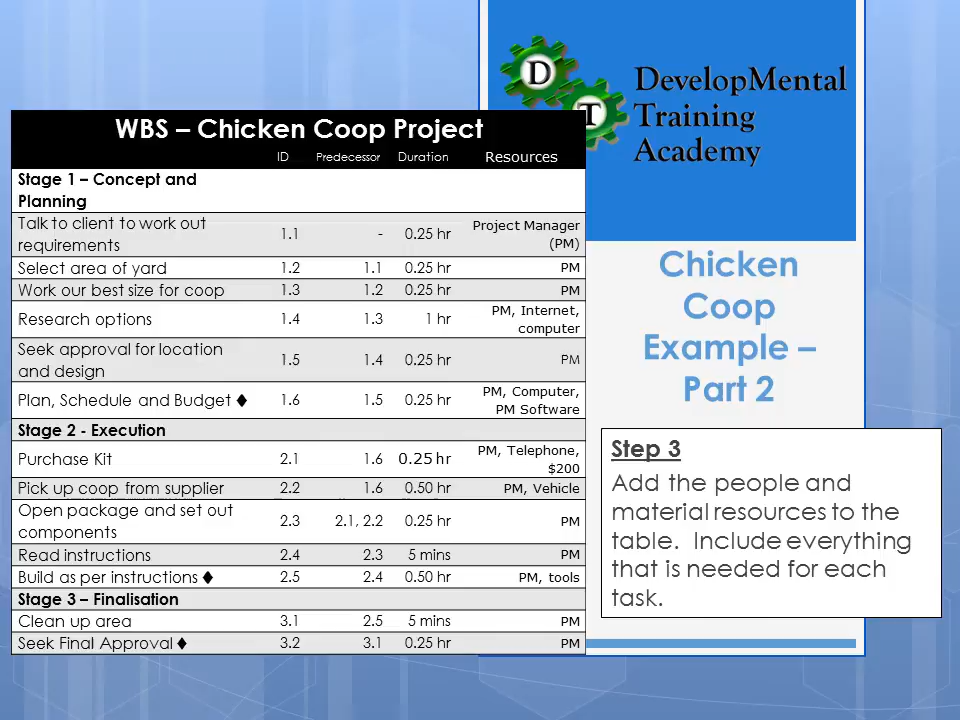 D
T
DevelopMental
Training
Academy
WBS – Chicken Coop Project
ID Predecessor Duration Resources
Stage 1 – Concept and
Planning
Talk to client to work out
requirements
1.1 - 0.25 hr
Project Manager
(PM)
Select area of yard 1.2 1.1 0.25 hr PM
Work our best size for coop 1.3 1.2 0.25 hr PM
Research options 1.4 1.3 1 hr
PM, Internet,
computer
Seek approval for location
and design
1.5 1.4 0.25 hr PM
Plan, Schedule and Budget ♦ 1.6 1.5 0.25 hr
PM, Computer,
PM Software
Stage 2 - Execution
Purchase Kit 2.1 1.6 0.25 hr
PM, Telephone,
$200
Pick up coop from supplier 2.2 1.6 0.50 hr PM, Vehicle
Open package and set out
components
2.3 2.1, 2.2 0.25 hr PM
Read instructions 2.4 2.3 5 mins PM
Build as per instructions ♦ 2.5 2.4 0.50 hr PM, tools
Stage 3 – Finalisation
Clean up area 3.1 2.5 5 mins PM
Seek Final Approval ♦ 3.2 3.1 0.25 hr PM
Chicken
Coop
Example –
Part 2
Step 3
Add the people and
material resources to the
table. Include everything
that is needed for each
task.